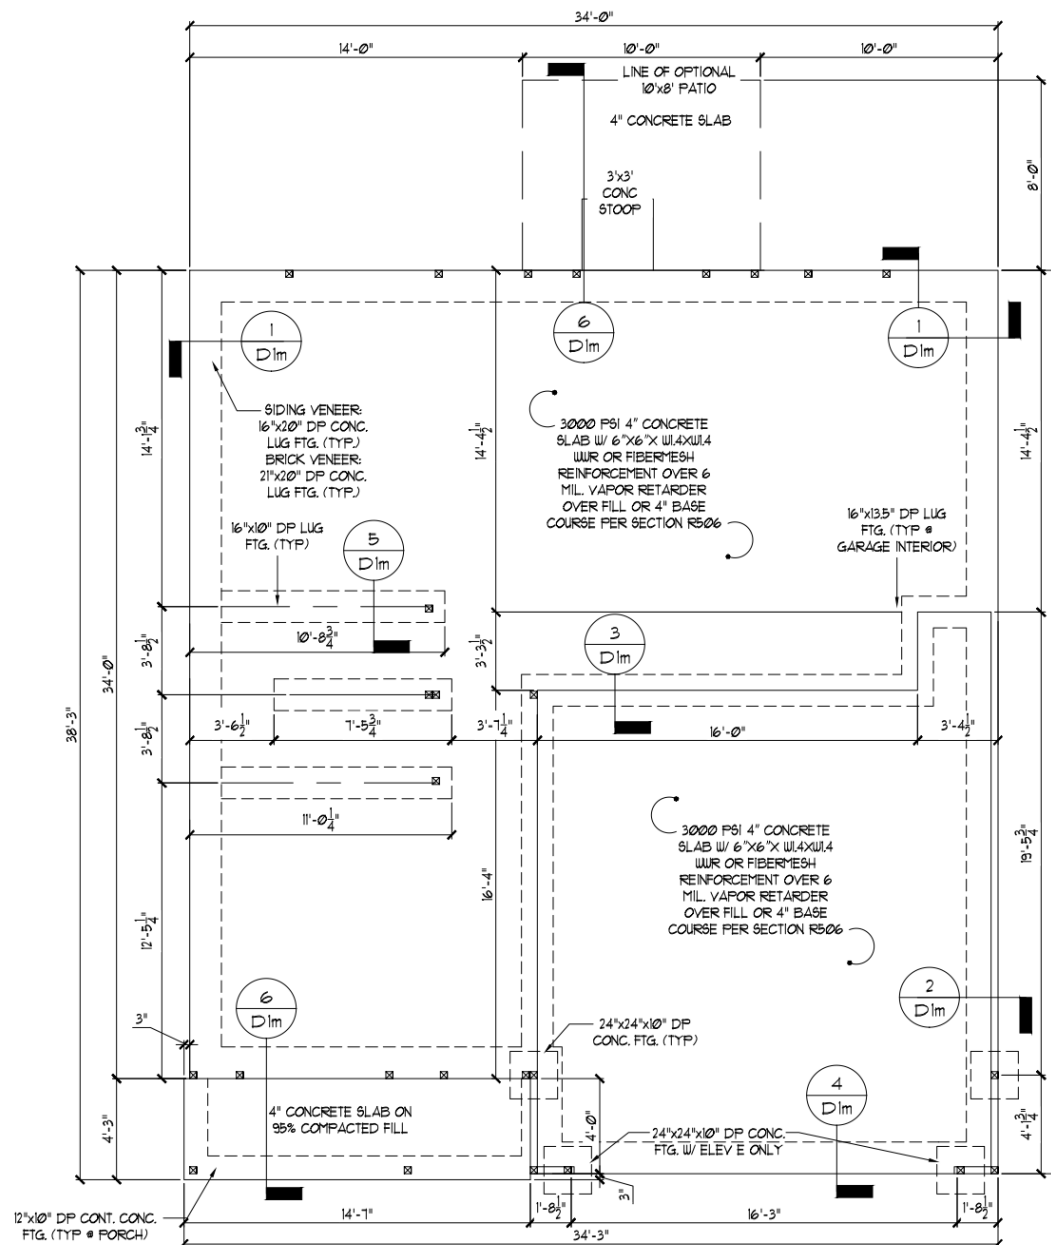 34'-0"
14'-0"
10'-0"
10'-0"
LINE OF OPTIONAL
10'x8' PATIO
4" CONCRETE SLAB
8'-0"
3'x3'
CONC
STOOP
1
D1m
6
D1m
1
D1m
SIDING VENEER:
16"x20" DP CONC.
LUG FTG. (TYP.)
BRICK VENEER:
21"x20" DP CONC.
LUG FTG. (TYP.)
14'-1 3/4"
14'-4 1/2"
14'-4 1/2"
3000 PSI 4" CONCRETE
SLAB W/ 6"X6"X W1.4XW1.4
WWR OR FIBERMESH
REINFORCEMENT OVER 6
MIL. VAPOR RETARDER
OVER FILL OR 4" BASE
COURSE PER SECTION R506
16"x10" DP LUG
FTG. (TYP)
5
D1m
16"x13.5" DP LUG
FTG. (TYP @
GARAGE INTERIOR)
10'-8 3/4"
3'-8 1/2"
34'-0"
38'-3"
3'-3 1/2"
3
D1m
3'-6 1/2"
7'-5 3/4"
3'-7 1/4"
16'-0"
3'-4 1/2"
3'-8 1/2"
11'-0 1/4"
16'-4"
12'-5 1/4"
19'-5 3/4"
3000 PSI 4" CONCRETE
SLAB W/ 6"X6"X W1.4XW1.4
WWR OR FIBERMESH
REINFORCEMENT OVER 6
MIL. VAPOR RETARDER
OVER FILL OR 4" BASE
COURSE PER SECTION R506
6
D1m
2
D1m
3"
24"x24"x10" DP
CONC. FTG. (TYP)
4
D1m
4'-3"
4" CONCRETE SLAB ON
95% COMPACTED FILL
4'-0"
24"x24"x10" DP CONC.
FTG. W/ ELEV E ONLY
4'-1 3/4"
3"
12"x10" DP CONT. CONC.
FTG. (TYP @ PORCH)
14'-7"
1'-8 1/2"
16'-3"
1'-8 1/2"
34'-3"